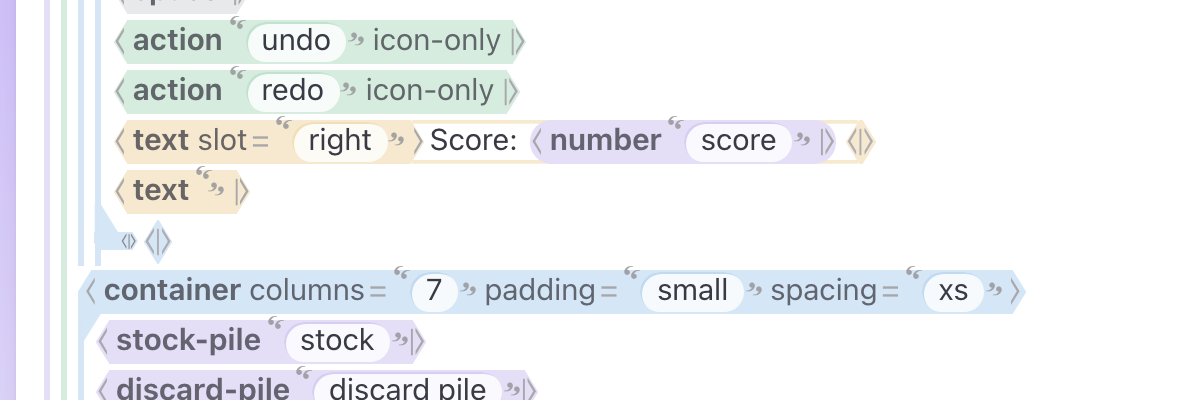 action “undo” icon-only
action “redo” icon-only
text slot=“right” Score: number “score”
text “”
container columns=“7” padding=“small” spacing=“xs”
stock-pile “stock”
discard-pile “discard pile”